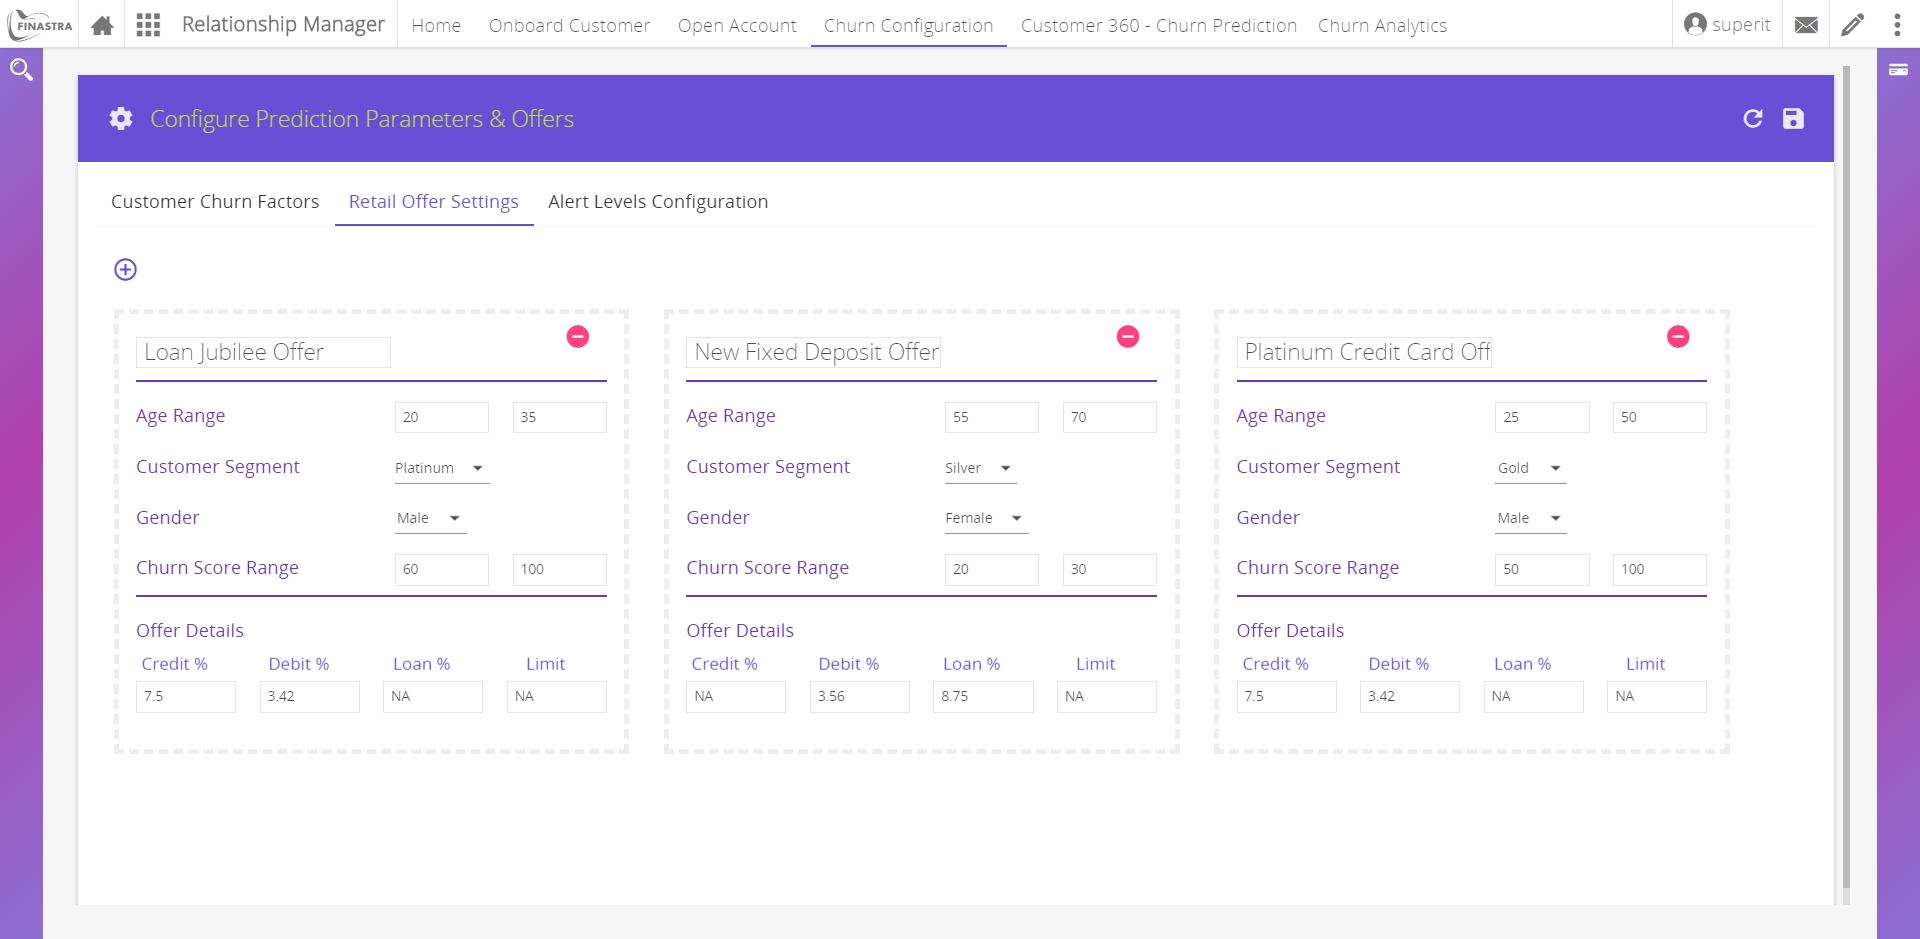 FINASTRA Relationship Manager Home Onboard Customer Open Account Churn Configuration Customer 360 - Churn Prediction Churn Analytics superit
Configure Prediction Parameters & Offers
Customer Churn Factors Retail Offer Settings Alert Levels Configuration
Loan Jubilee Offer
Age Range 20 35
Customer Segment Platinum
Gender Male
Churn Score Range 60 100
Offer Details
Credit % Debit % Loan % Limit
7.5 3.42 NA NA
New Fixed Deposit Offer
Age Range 55 70
Customer Segment Silver
Gender Female
Churn Score Range 20 30
Offer Details
Credit % Debit % Loan % Limit
NA 3.56 8.75 NA
Platinum Credit Card Off
Age Range 25 50
Customer Segment Gold
Gender Male
Churn Score Range 50 100
Offer Details
Credit % Debit % Loan % Limit
7.5 3.42 NA NA